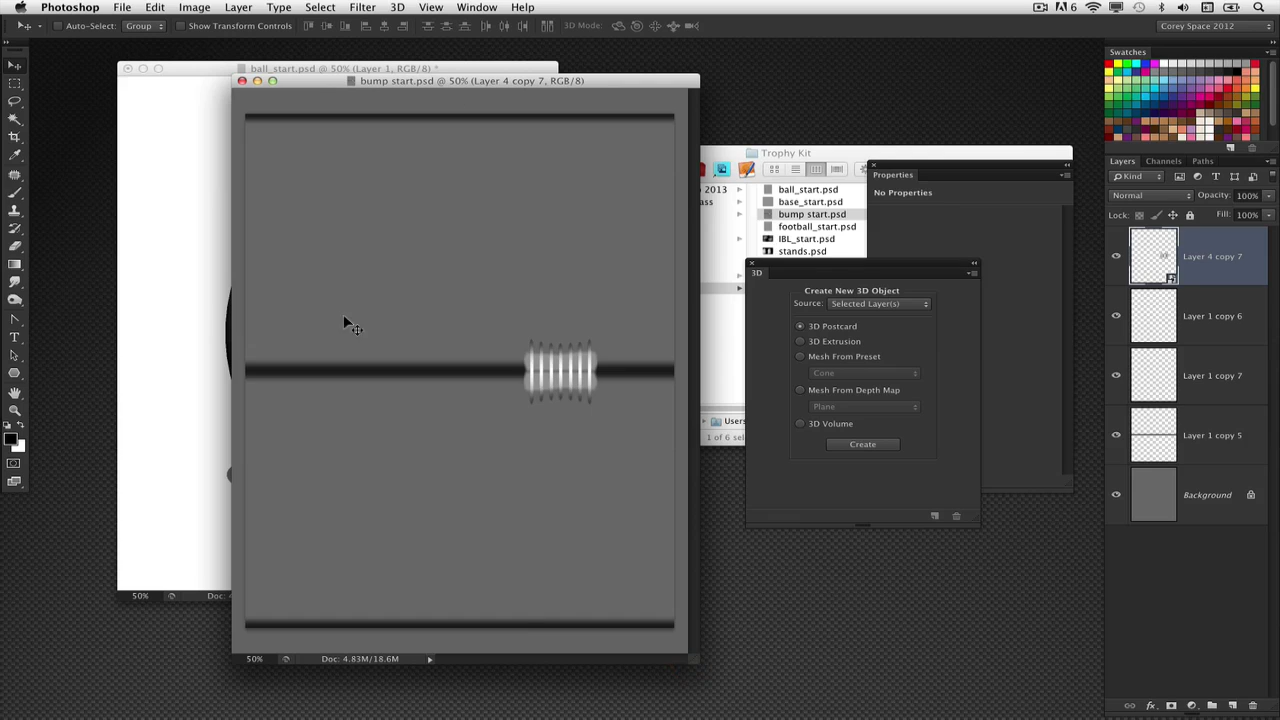 Photoshop File Edit Image Layer Type Select Filter 3D View Window Help
6
Auto-Select: Group Show Transform Controls 3D Mode: Corey Space 2012
Swatches
ball_start.psd @ 50% (Layer 1, RGB/8) *
bump start.psd @ 50% (Layer 4 copy 7, RGB/8)
Trophy Kit
2013
ass
ball_start.psd
base_start.psd
bump start.psd
football_start.psd
IBL_start.psd
stands.psd
Users
1 of 6 sel
Properties
No Properties
3D
Create New 3D Object
Source: Selected Layer(s)
3D Postcard
3D Extrusion
Mesh From Preset
Cone
Mesh From Depth Map
Plane
3D Volume
Create
Layers Channels Paths
Kind
Normal Opacity: 100%
Lock: Fill: 100%
Layer 4 copy 7
Layer 1 copy 6
Layer 1 copy 7
Layer 1 copy 5
Background
50% Doc: 4
50% Doc: 4.83M/18.6M